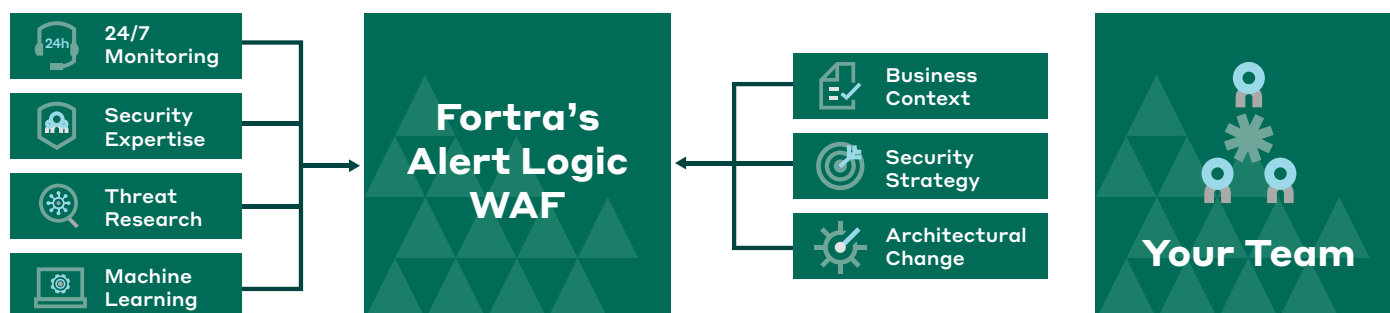 24h
24/7
Monitoring
Security
Expertise
Threat
Research
Machine
Learning
Fortra’s
Alert Logic
WAF
Business
Context
Security
Strategy
Architectural
Change
Your Team